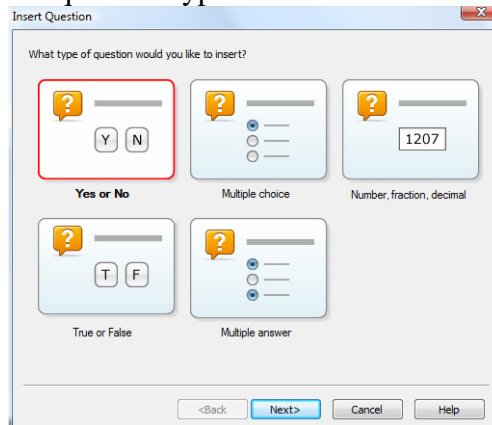 Insert Question
What type of question would you like to insert?
?
Y N
Yes or No
?
Multiple choice
?
1207
Number, fraction, decimal
?
T F
True or False
?
Multiple answer
<Back Next> Cancel Help